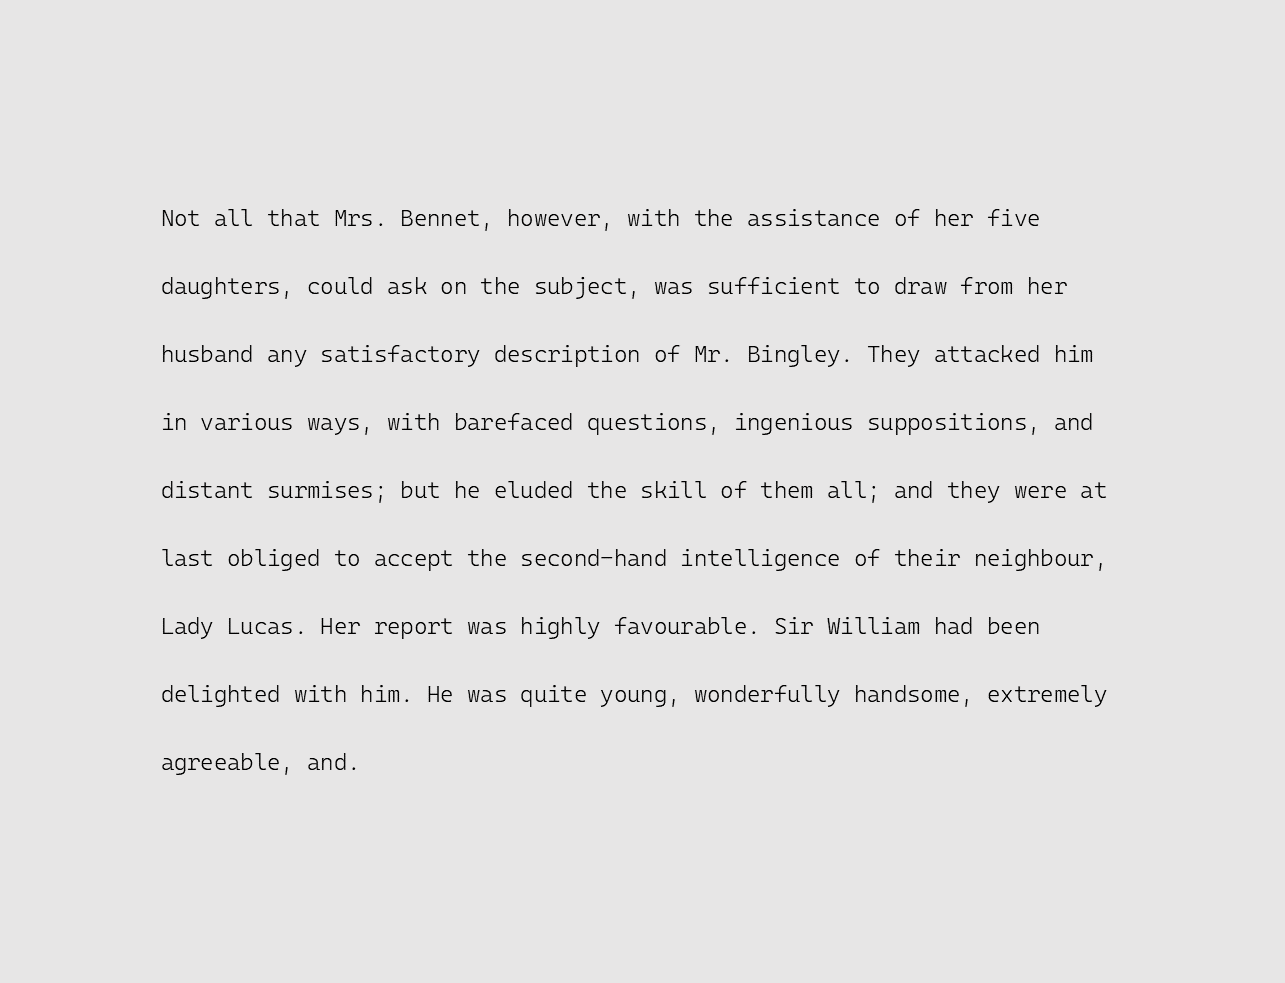 Not all that Mrs. Bennet, however, with the assistance of her five
daughters, could ask on the subject, was sufficient to draw from her
husband any satisfactory description of Mr. Bingley. They attacked him
in various ways, with barefaced questions, ingenious suppositions, and
distant surmises; but he eluded the skill of them all; and they were at
last obliged to accept the second-hand intelligence of their neighbour,
Lady Lucas. Her report was highly favourable. Sir William had been
delighted with him. He was quite young, wonderfully handsome, extremely
agreeable, and.